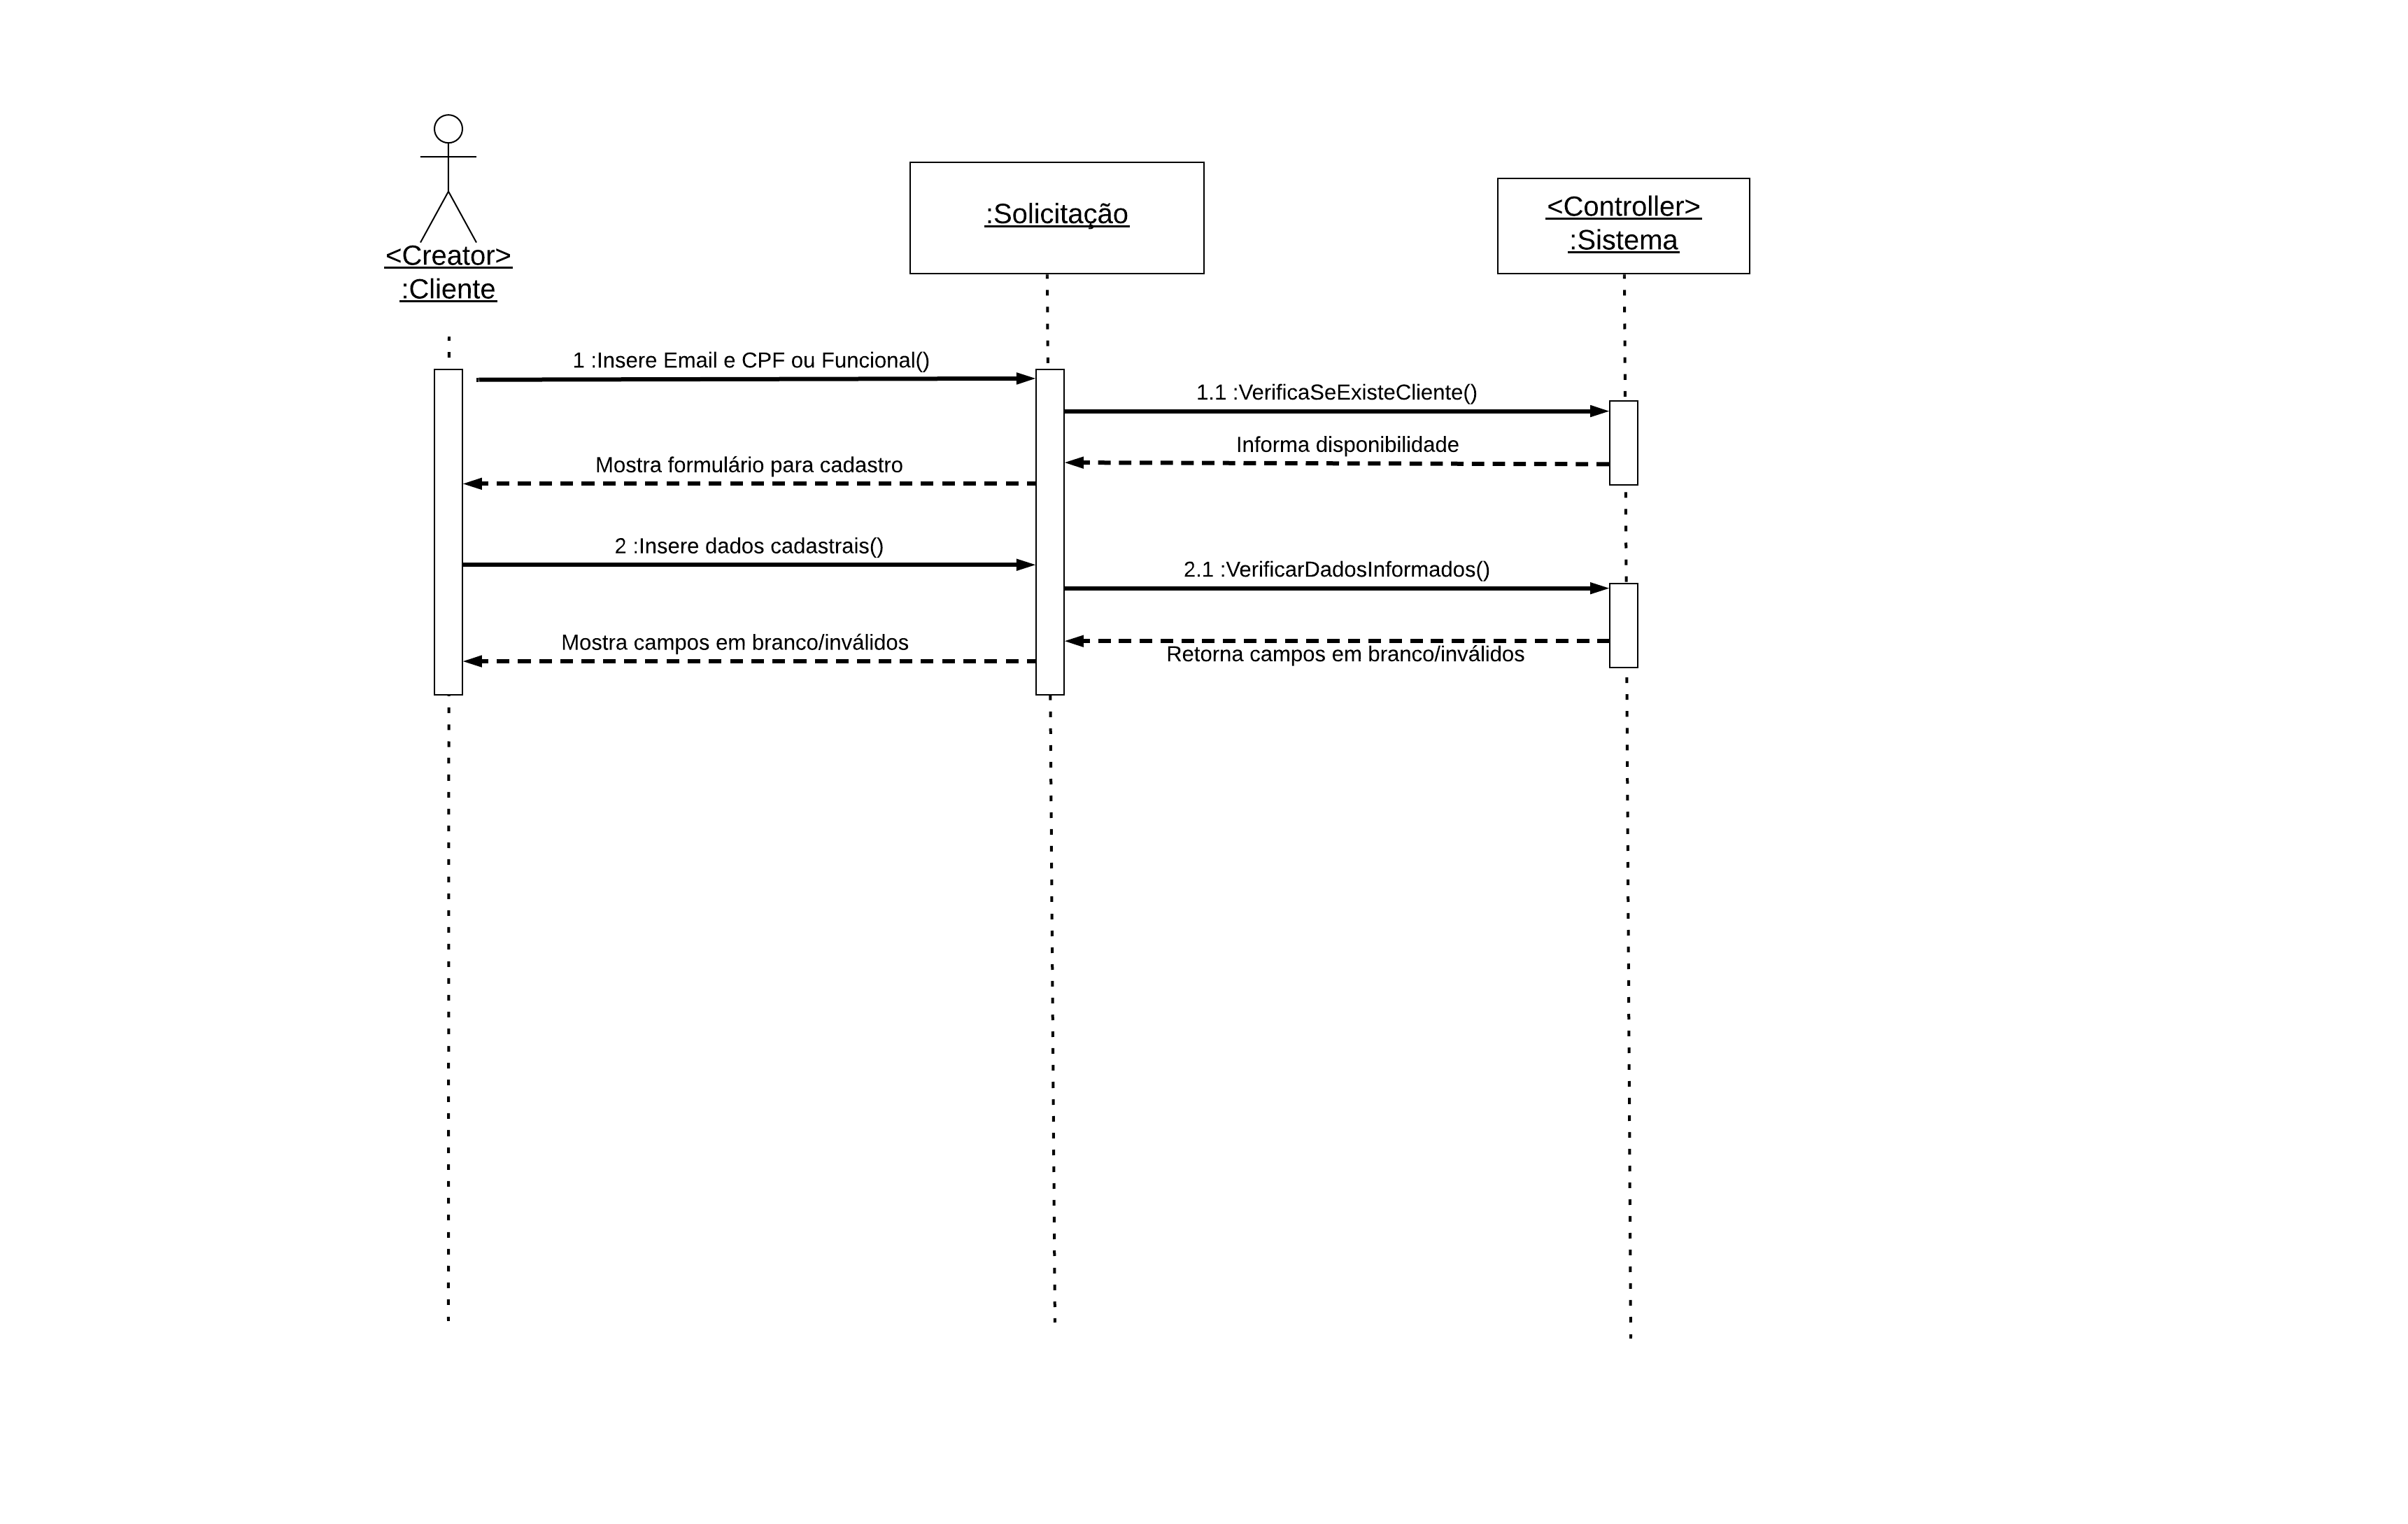 <Creator>
:Cliente
:Solicitação
<Controller>
:Sistema
1 :Insere Email e CPF ou Funcional()
1.1 :VerificaSeExisteCliente()
Informa disponibilidade
Mostra formulário para cadastro
2 :Insere dados cadastrais()
2.1 :VerificarDadosInformados()
Mostra campos em branco/inválidos
Retorna campos em branco/inválidos